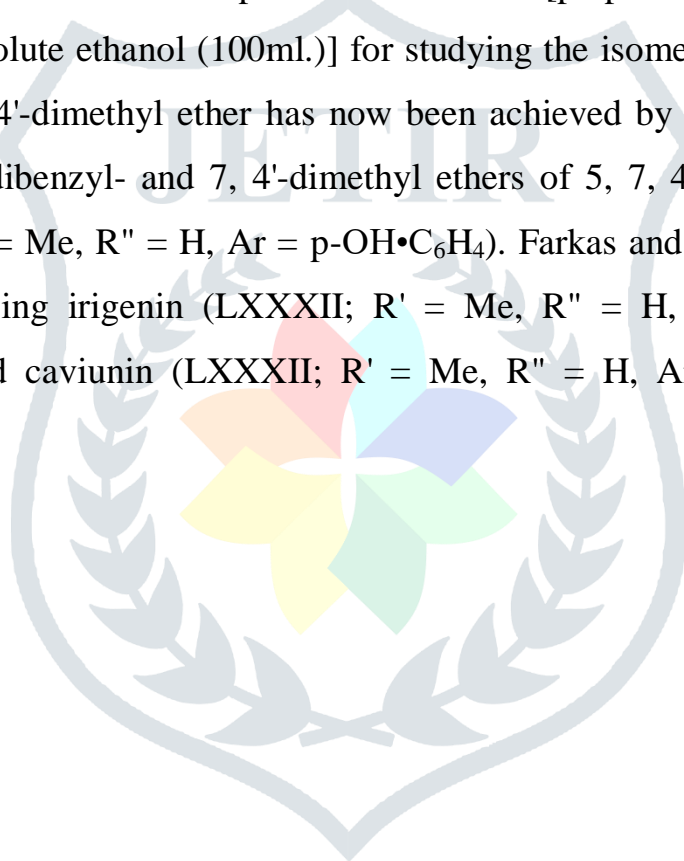 olute ethanol (100ml.)] for studying the isome
4'-dimethyl ether has now been achieved by
dibenzyl- and 7, 4'-dimethyl ethers of 5, 7, 4
= Me, R" = H, Ar = p-OH•C₆H₄). Farkas and
ing irigenin (LXXXII; R' = Me, R" = H,
d caviunin (LXXXII; R' = Me, R" = H, A
JETIR